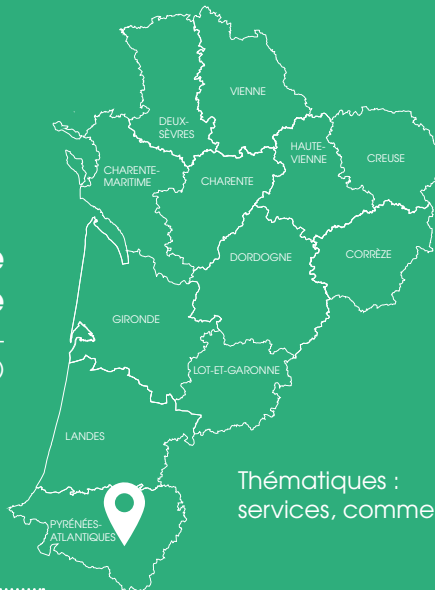 VIENNE
DEUX-
SÈVRES
HAUTE-
VIENNE
CREUSE
CHARENTE-
MARITIME
CHARENTE
DORDOGNE
CORRÈZE
GIRONDE
LOT-ET-GARONNE
LANDES
PYRÉNÉES-
ATLANTIQUES
Thématiques :
services, comme